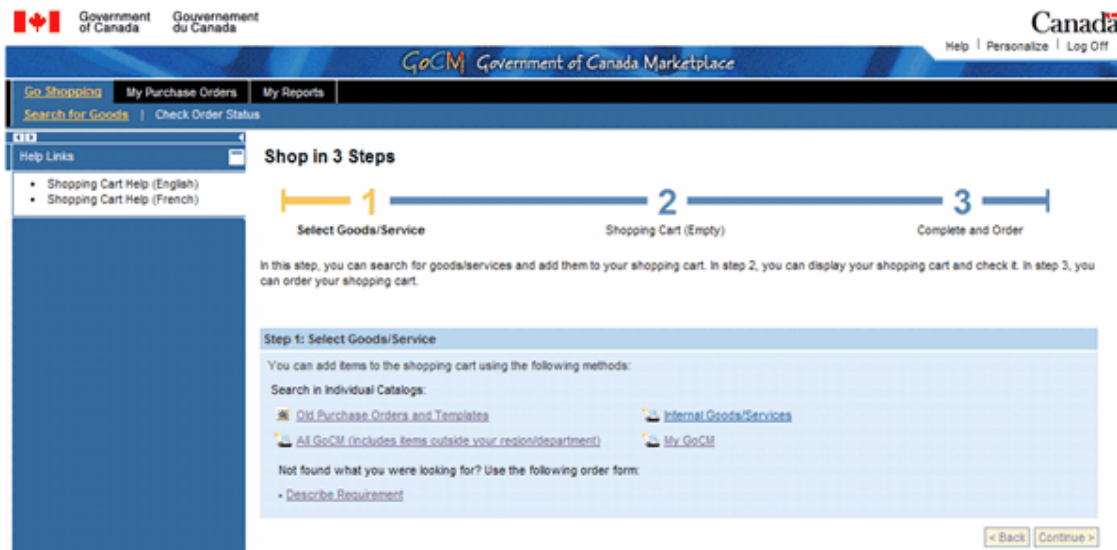 Government of Canada
Gouvernement du Canada
Canada
Help | Personalize | Log Off
GoCM Government of Canada Marketplace
Go Shopping My Purchase Orders My Reports
Search for Goods | Check Order Status
Help Links
• Shopping Cart Help (English)
• Shopping Cart Help (French)
Shop in 3 Steps
1 2 3
Select Goods/Service Shopping Cart (Empty) Complete and Order
In this step, you can search for goods/services and add them to your shopping cart. In step 2, you can display your shopping cart and check it. In step 3, you
can order your shopping cart.
Step 1: Select Goods/Service
You can add items to the shopping cart using the following methods:
Search in Individual Catalogs:
Old Purchase Orders and Templates Internal Goods/Services
All GoCM (includes items outside your region/department) My GoCM
Not found what you were looking for? Use the following order form:
• Describe Requirement
< Back Continue >